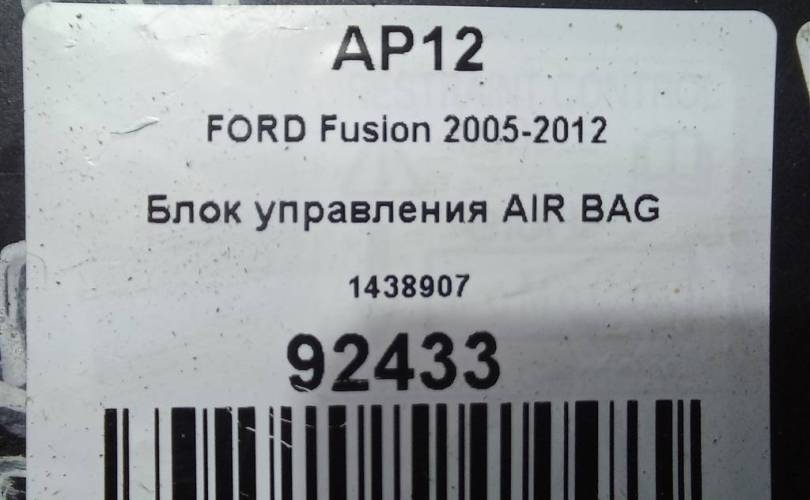 AP12
FORD Fusion 2005-2012
Блок управления AIR BAG
1438907
92433